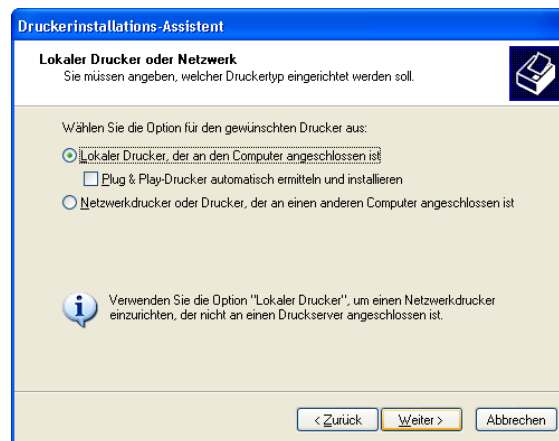 Druckerinstallations-Assistent
Lokaler Drucker oder Netzwerk
Sie müssen angeben, welcher Druckertyp eingerichtet werden soll.
Wählen Sie die Option für den gewünschten Drucker aus:
Lokaler Drucker, der an den Computer angeschlossen ist
Plug & Play-Drucker automatisch ermitteln und installieren
Netzwerkdrucker oder Drucker, der an einen anderen Computer angeschlossen ist
Verwenden Sie die Option "Lokaler Drucker", um einen Netzwerkdrucker
einzurichten, der nicht an einen Druckserver angeschlossen ist.
< Zurück Weiter > Abbrechen